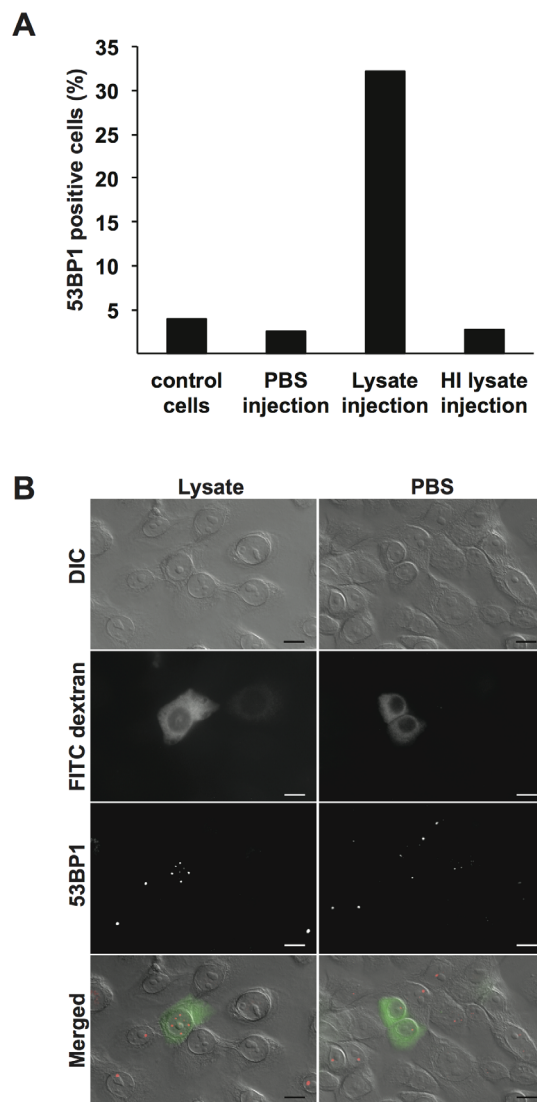 A
35
30
25
20
15
10
5
53BP1 positive cells (%)
control
cells
PBS
injection
Lysate
injection
HI lysate
injection
B
Lysate
PBS
DIC
FITC dextran
53BP1
Merged